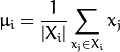 μᵢ = 1/|Xᵢ| ∑_{xⱼ∈Xᵢ} xⱼ